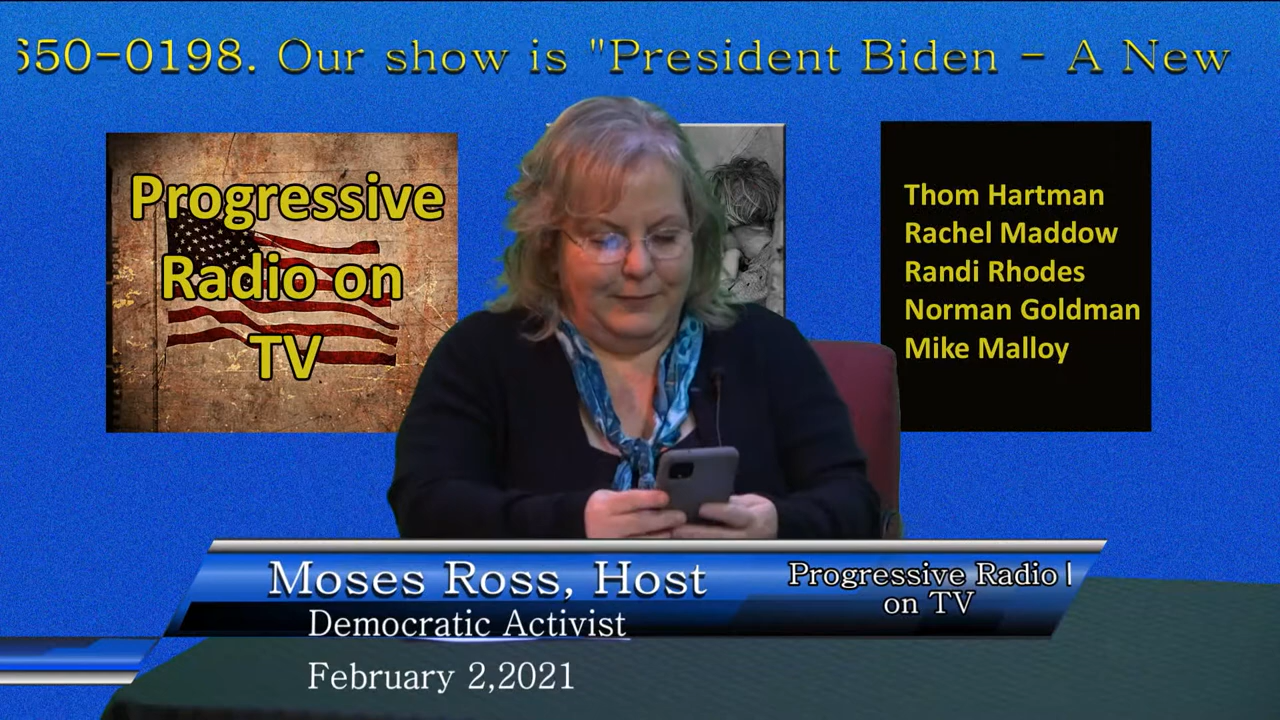 650-0198. Our show is "President Biden - A New
Progressive
Radio on
TV
Thom Hartman
Rachel Maddow
Randi Rhodes
Norman Goldman
Mike Malloy
Moses Ross, Host
Progressive Radio
on TV
Democratic Activist
February 2,2021